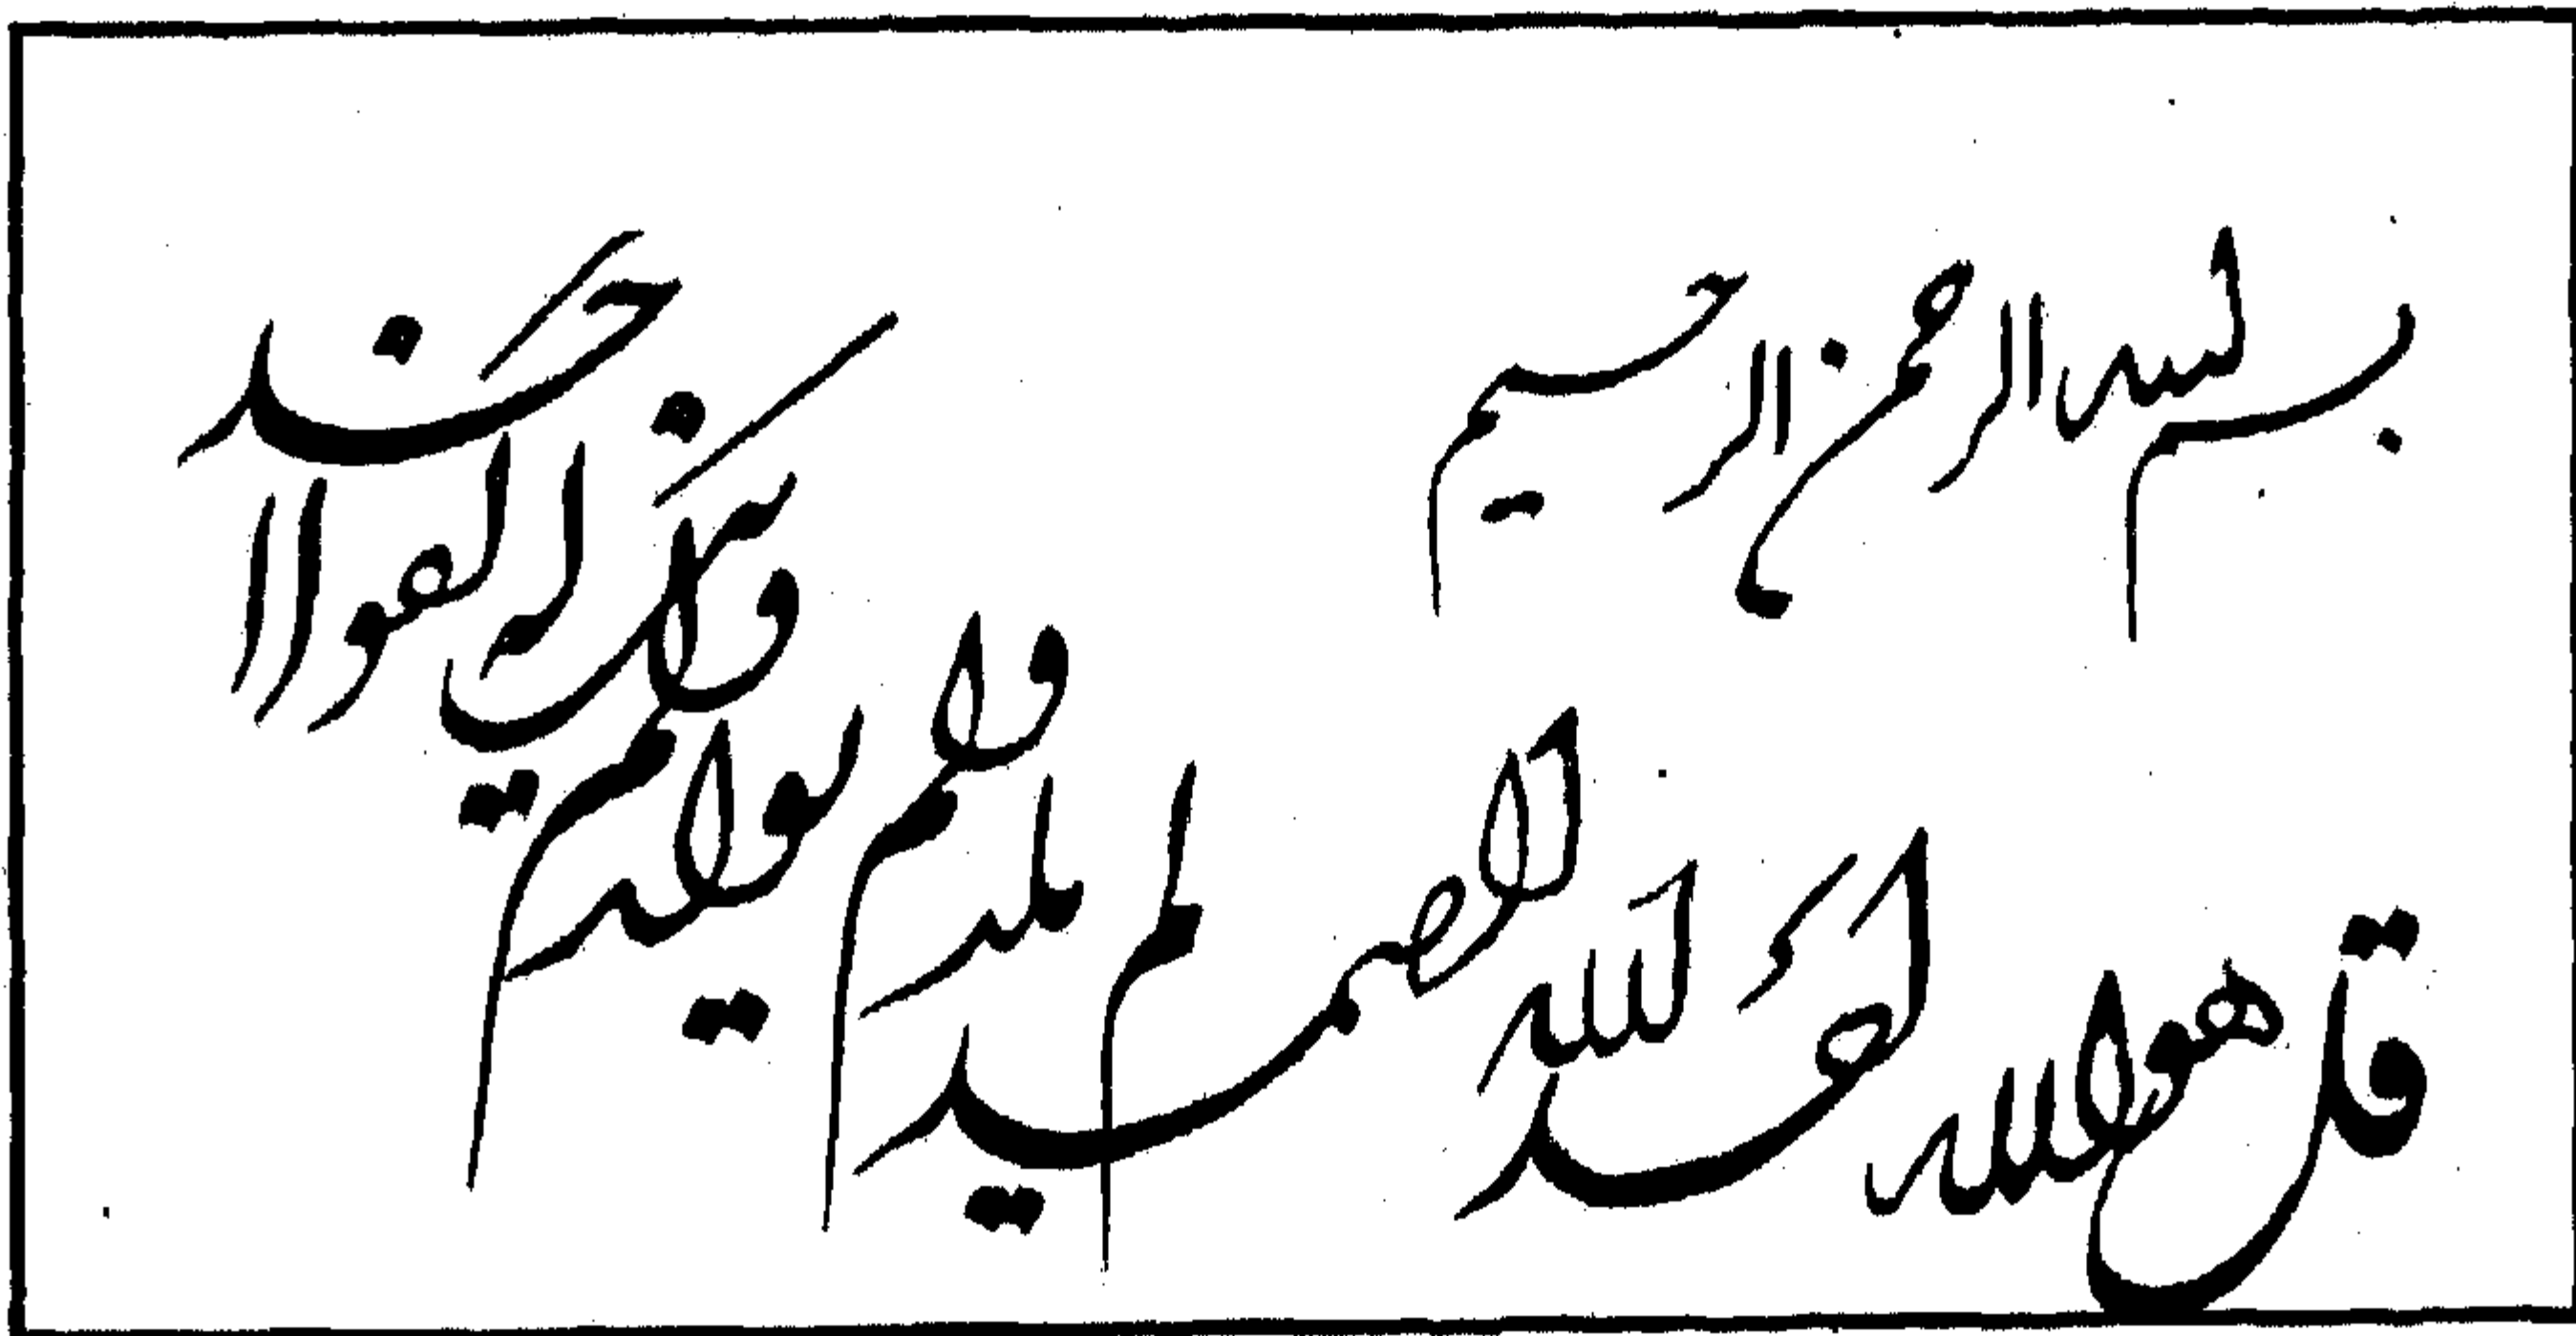 بسم الله الرحمن الرحيم
قل هو الله احد الله الصمد لم يلد ولم يولد ولم يكن له كفوا احد